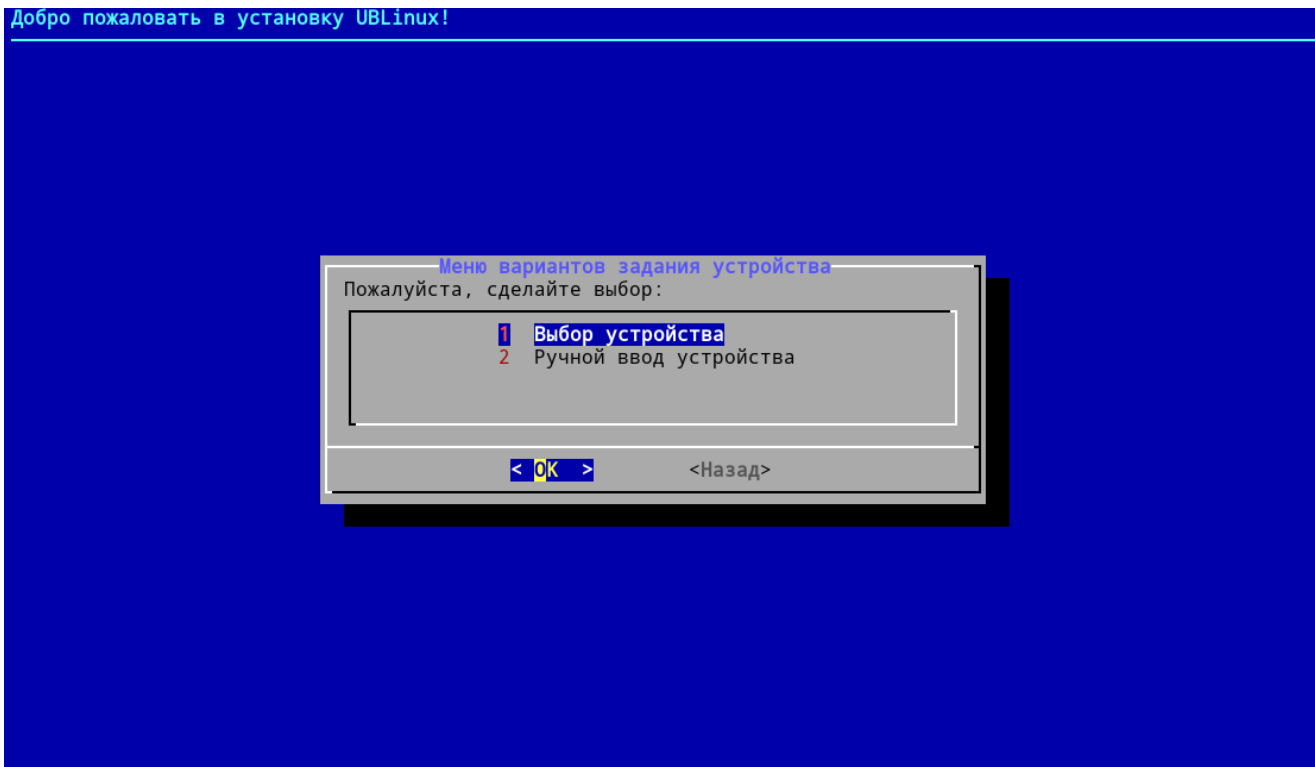 Добро пожаловать в установку UBLinux!
Меню вариантов задания устройства
Пожалуйста, сделайте выбор:
1 Выбор устройства
2 Ручной ввод устройства
< OK > <Назад>